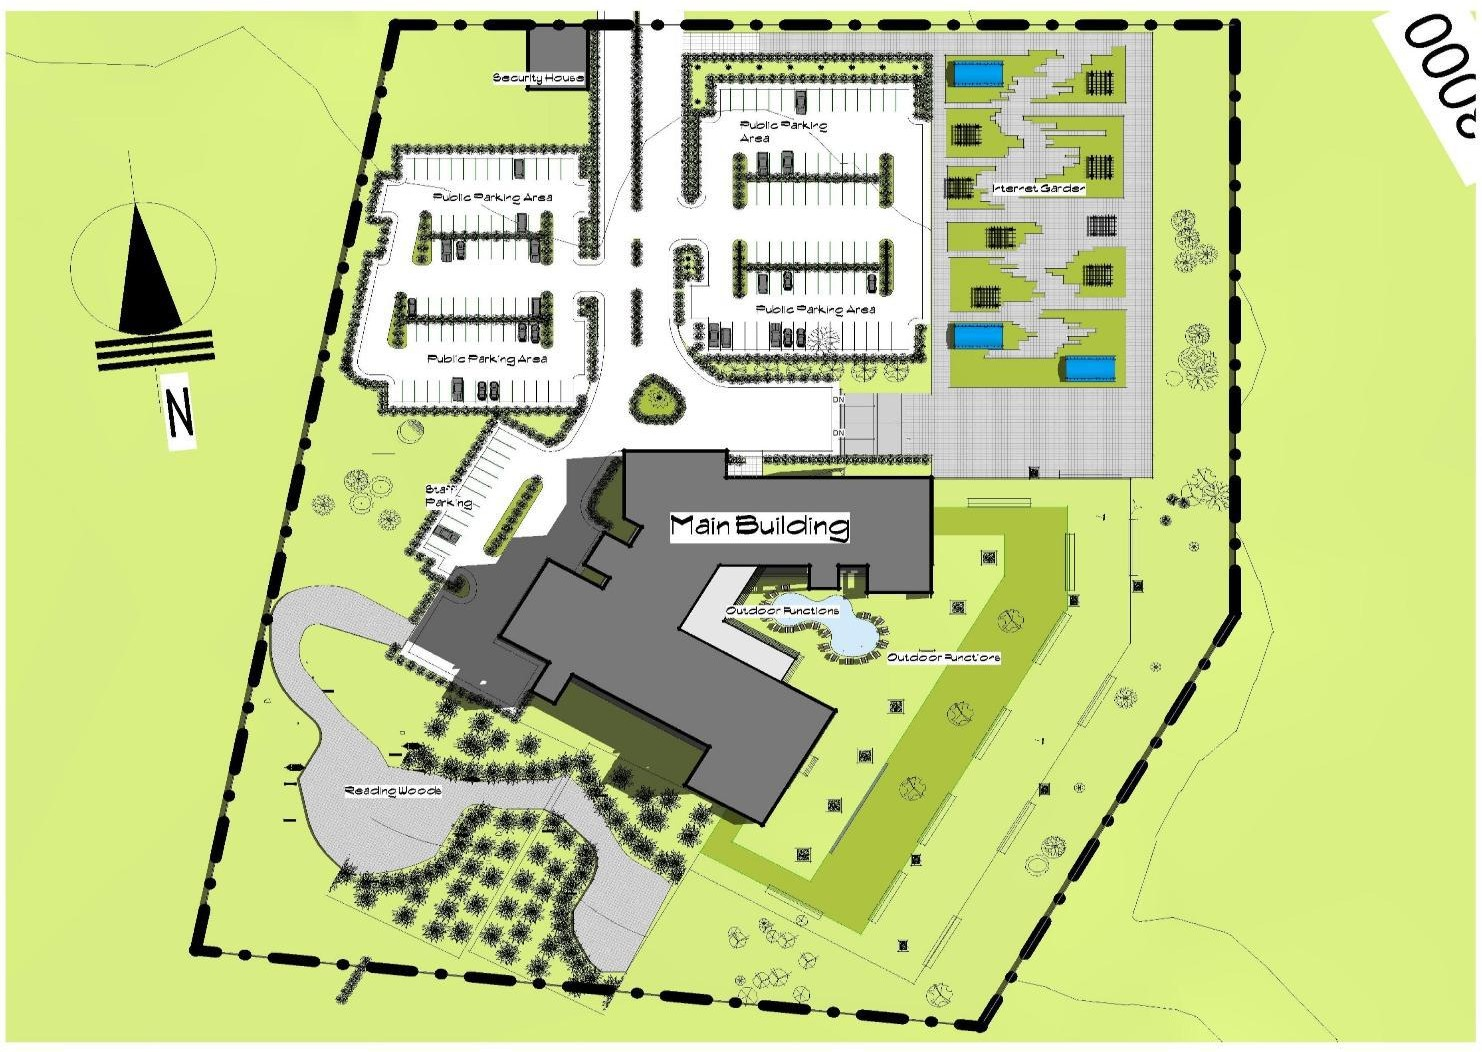 0008
Security House
Public Parking
Area
Public Parking Area
Internet Garden
Public Parking Area
Public Parking Area
N
DN
DN
Staff
Parking
Main Building
Outdoor Functions
Outdoor Functions
Reading Woods